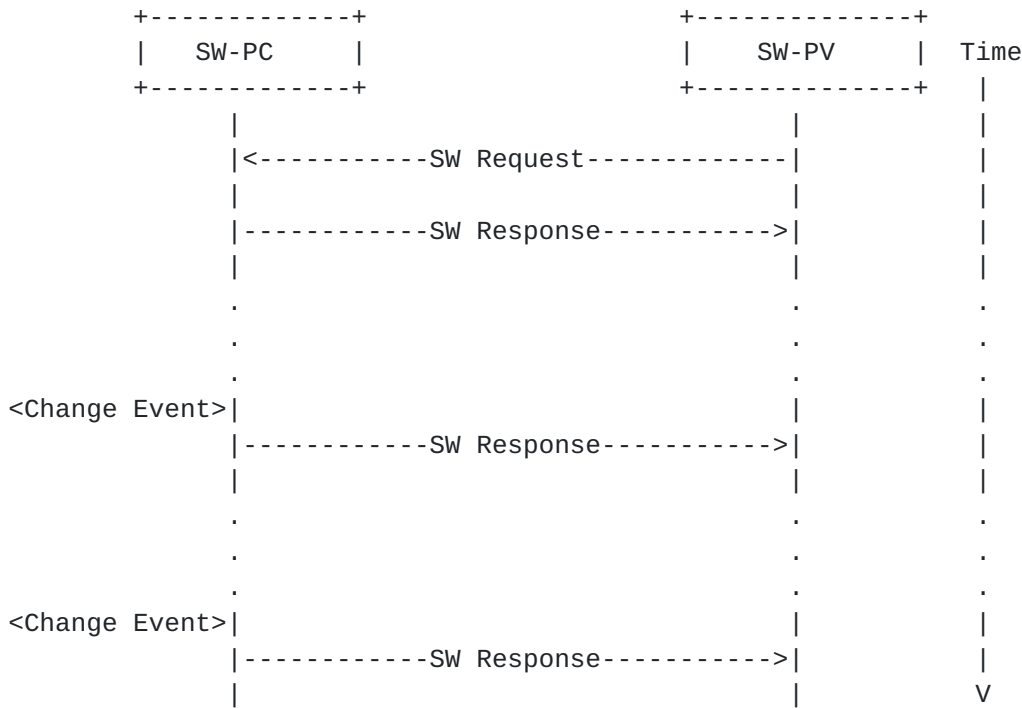 SW-PC SW-PV Time
SW Request
SW Response
<Change Event>
SW Response
<Change Event>
SW Response
V